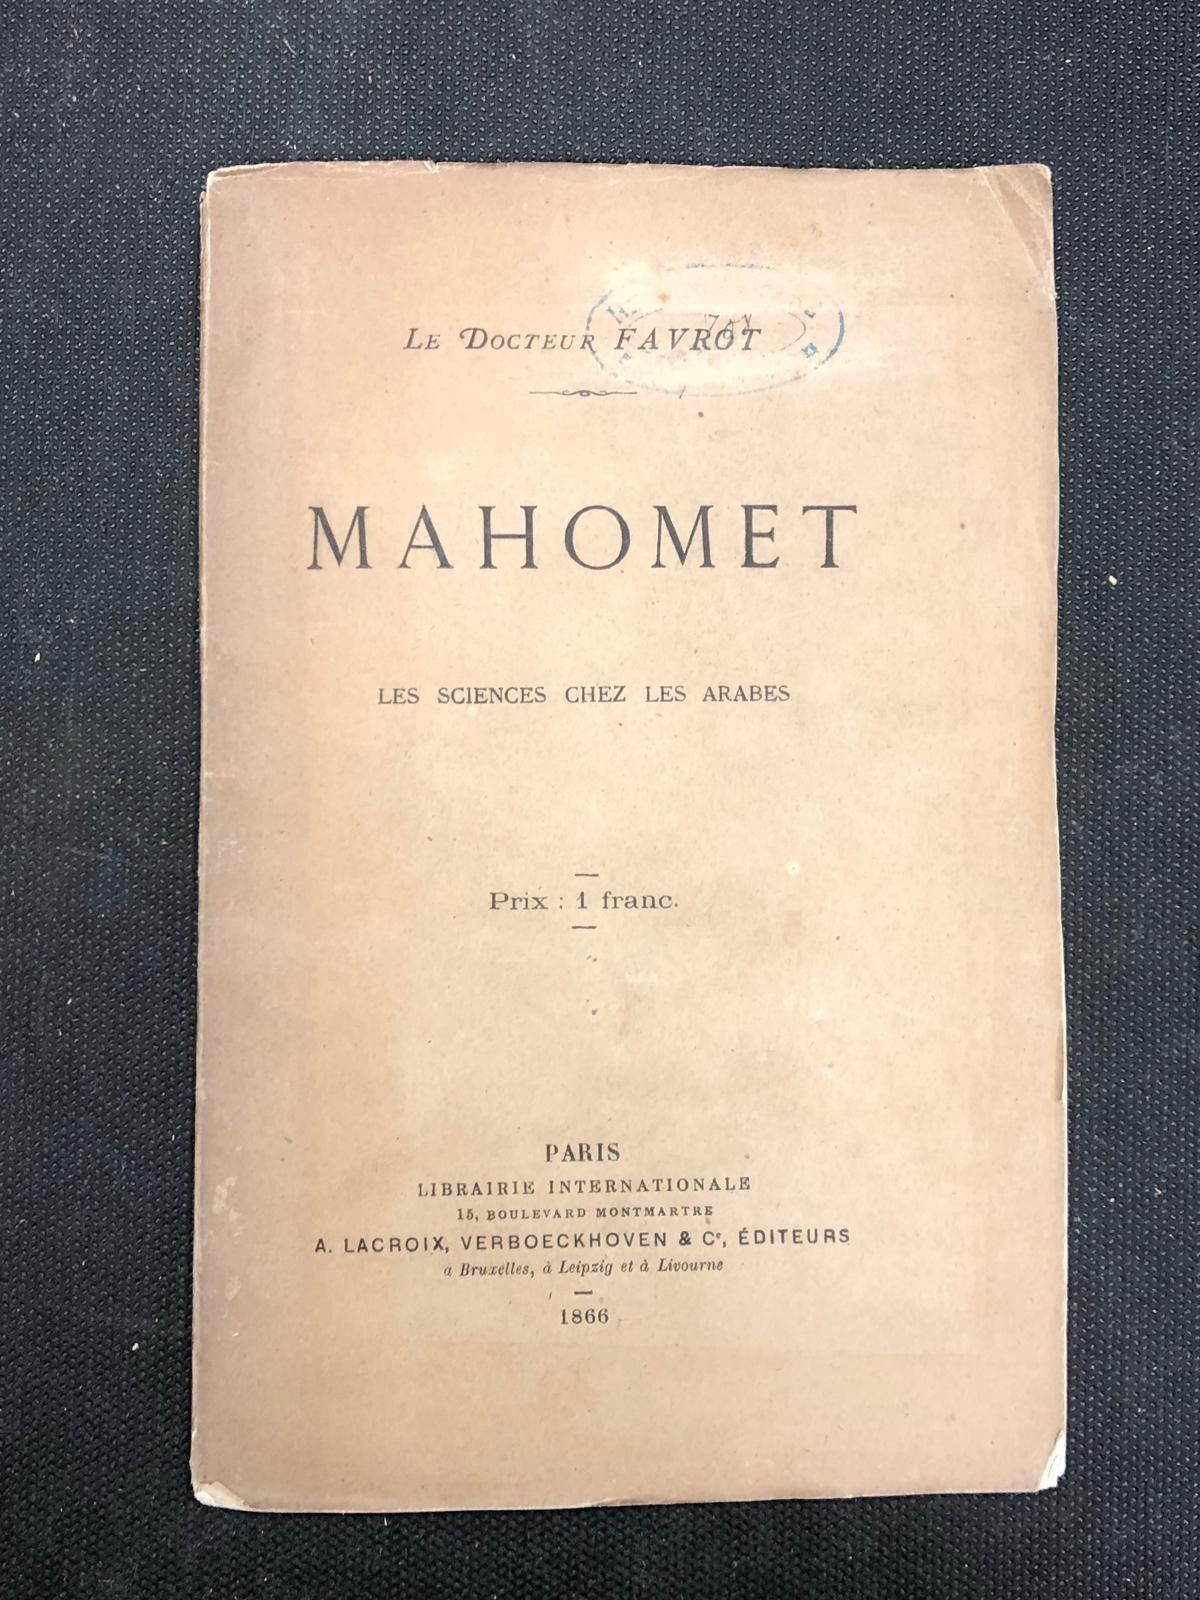 LE DOCTEUR FAVROT
MAHOMET
LES SCIENCES CHEZ LES ARABES
Prix : 1 franc.
PARIS
LIBRAIRIE INTERNATIONALE
15, BOULEVARD MONTMARTRE
A. LACROIX, VERBOECKHOVEN & Cᵉ, ÉDITEURS
a Bruxelles, à Leipzig et à Livourne
1866